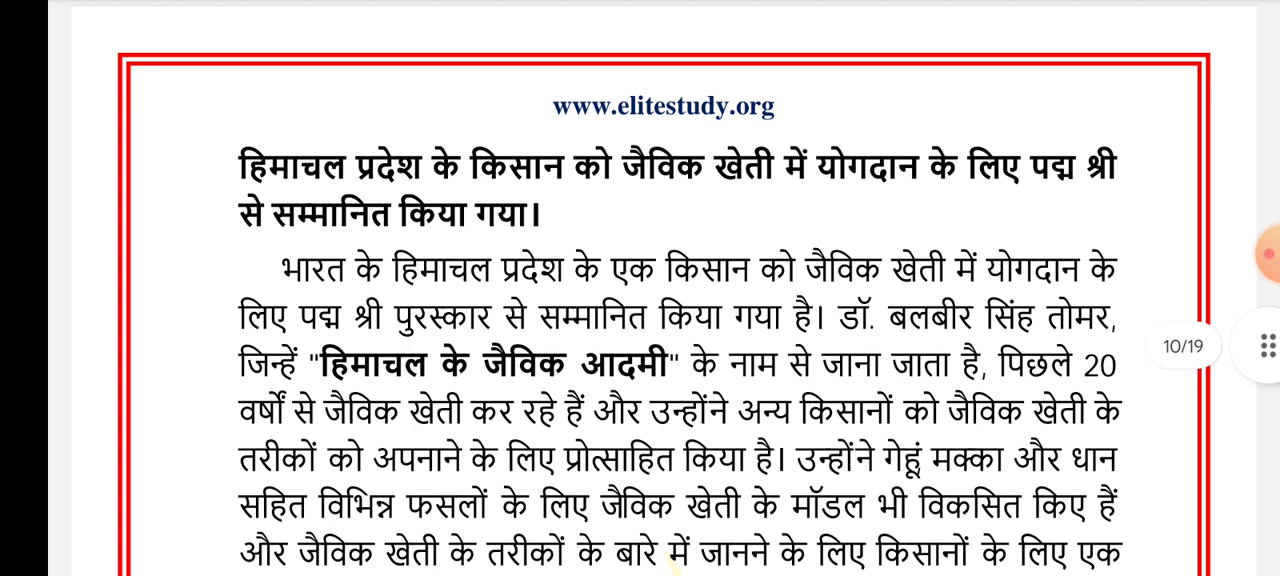 www.elitestudy.org
हिमाचल प्रदेश के किसान को जैविक खेती में योगदान के लिए पद्म श्री
से सम्मानित किया गया।
भारत के हिमाचल प्रदेश के एक किसान को जैविक खेती में योगदान के
लिए पद्म श्री पुरस्कार से सम्मानित किया गया है। डॉ. बलबीर सिंह तोमर,
जिन्हें "हिमाचल के जैविक आदमी" के नाम से जाना जाता है, पिछले 20
वर्षों से जैविक खेती कर रहे हैं और उन्होंने अन्य किसानों को जैविक खेती के
तरीकों को अपनाने के लिए प्रोत्साहित किया है। उन्होंने गेहूं मक्का और धान
सहित विभिन्न फसलों के लिए जैविक खेती के मॉडल भी विकसित किए हैं
और जैविक खेती के तरीकों के बारे में जानने के लिए किसानों के लिए एक
10/19